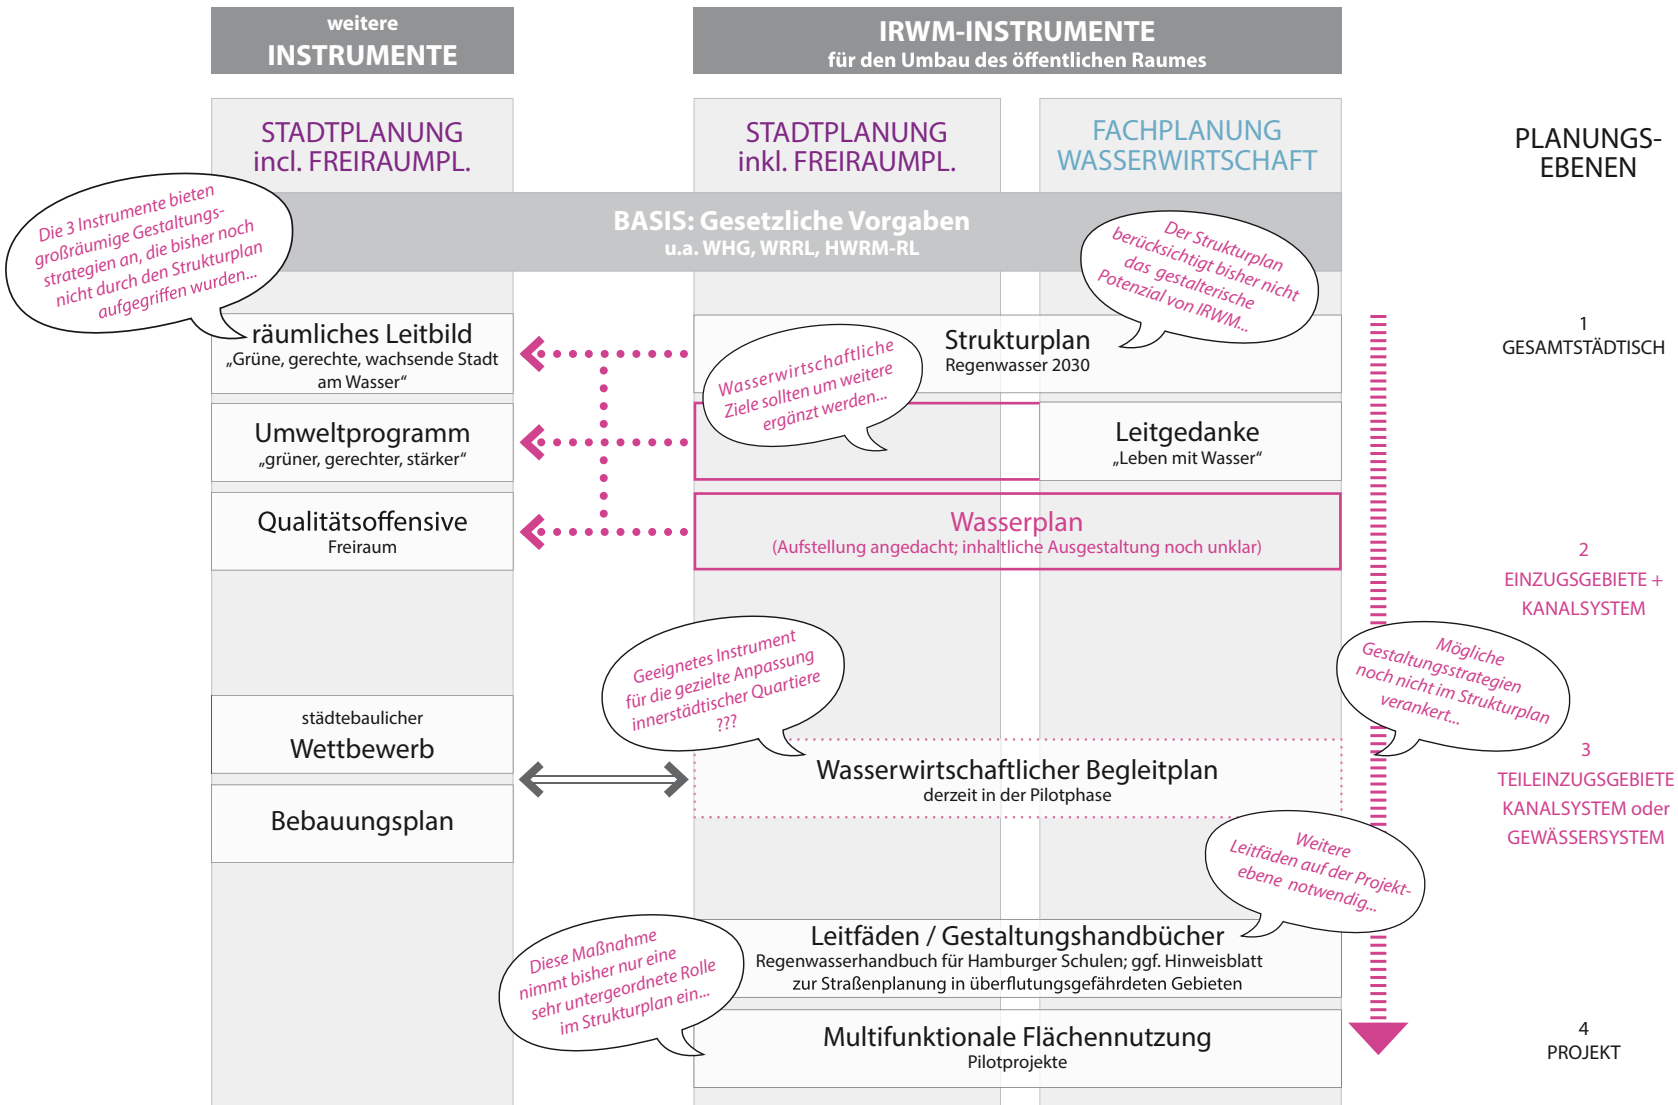 weitere
INSTRUMENTE
IRWM-INSTRUMENTE
für den Umbau des öffentlichen Raumes
STADTPLANUNG
incl. FREIRAUMPL.
STADTPLANUNG
inkl. FREIRAUMPL.
FACHPLANUNG
WASSERWIRTSCHAFT
PLANUNGS-
EBENEN
BASIS: Gesetzliche Vorgaben
u.a. WHG, WRRL, HWRM-RL
Die 3 Instrumente bieten
großräumige Gestaltungs-
strategien an, die bisher noch
nicht durch den Strukturplan
aufgegriffen wurden...
Der Strukturplan
berücksichtigt bisher nicht
das gestalterische
Potenzial von IRWM...
räumliches Leitbild
„Grüne, gerechte, wachsende Stadt
am Wasser“
Strukturplan
Regenwasser 2030
1
GESAMTSTÄDTISCH
Wasserwirtschaftliche
Ziele sollten um weitere
ergänzt werden...
Umweltprogramm
„grüner, gerechter, stärker“
Leitgedanke
„Leben mit Wasser“
Qualitätsoffensive
Freiraum
Wasserplan
(Aufstellung angedacht; inhaltliche Ausgestaltung noch unklar)
2
EINZUGSGEBIETE +
KANALSYSTEM
Geeignetes Instrument
für die gezielte Anpassung
innerstädtischer Quartiere
???
Mögliche
Gestaltungsstrategien
noch nicht im Strukturplan
verankert...
städtebaulicher
Wettbewerb
Bebauungsplan
Wasserwirtschaftlicher Begleitplan
derzeit in der Pilotphase
3
TEILEINZUGSGEBIETE
KANALSYSTEM oder
GEWÄSSERSYSTEM
Weitere
Leitfäden auf der Projekt-
ebene notwendig...
Diese Maßnahme
nimmt bisher nur eine
sehr untergeordnete Rolle
im Strukturplan ein...
Leitfäden / Gestaltungshandbücher
Regenwasserhandbuch für Hamburger Schulen; ggf. Hinweisblatt
zur Straßenplanung in überflutungsgefährdeten Gebieten
Multifunktionale Flächennutzung
Pilotprojekte
4
PROJEKT